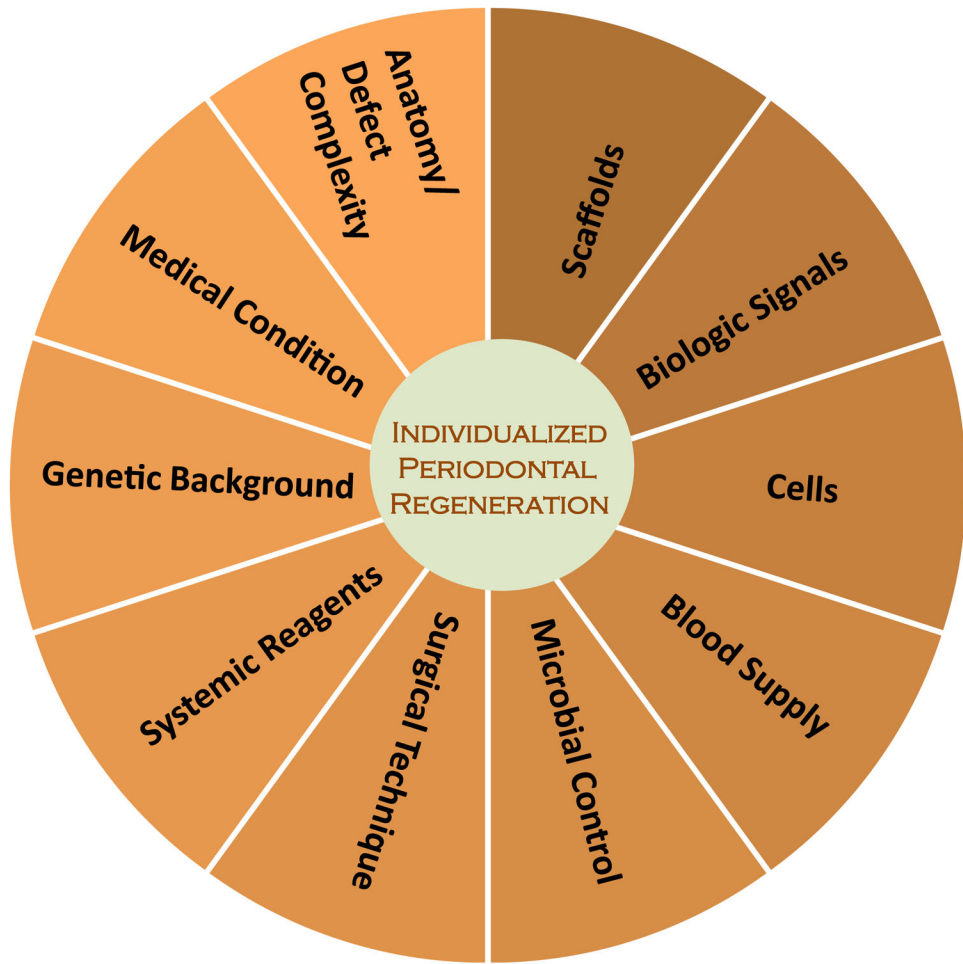 Scaffolds
Biologic Signals
Cells
Blood Supply
Microbial Control
Surgical Technique
Systemic Reagents
Genetic Background
Medical Condition
Anatomy/
Defect
Complexity
INDIVIDUALIZED
PERIODONTAL
REGENERATION